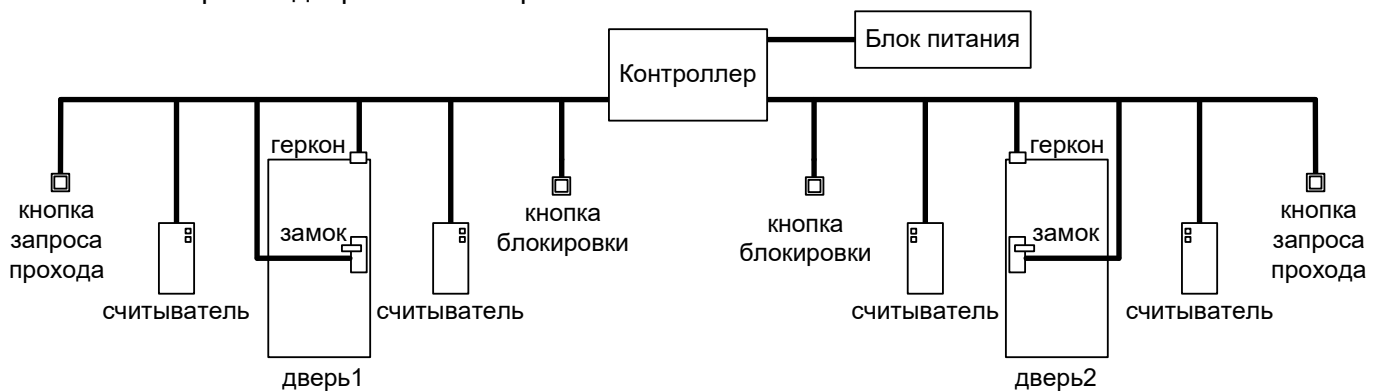 Блок питания
Контроллер
геркон
геркон
кнопка
запроса
прохода
замок
кнопка
блокировки
кнопка
блокировки
замок
кнопка
запроса
прохода
считыватель
считыватель
считыватель
считыватель
дверь1
дверь2